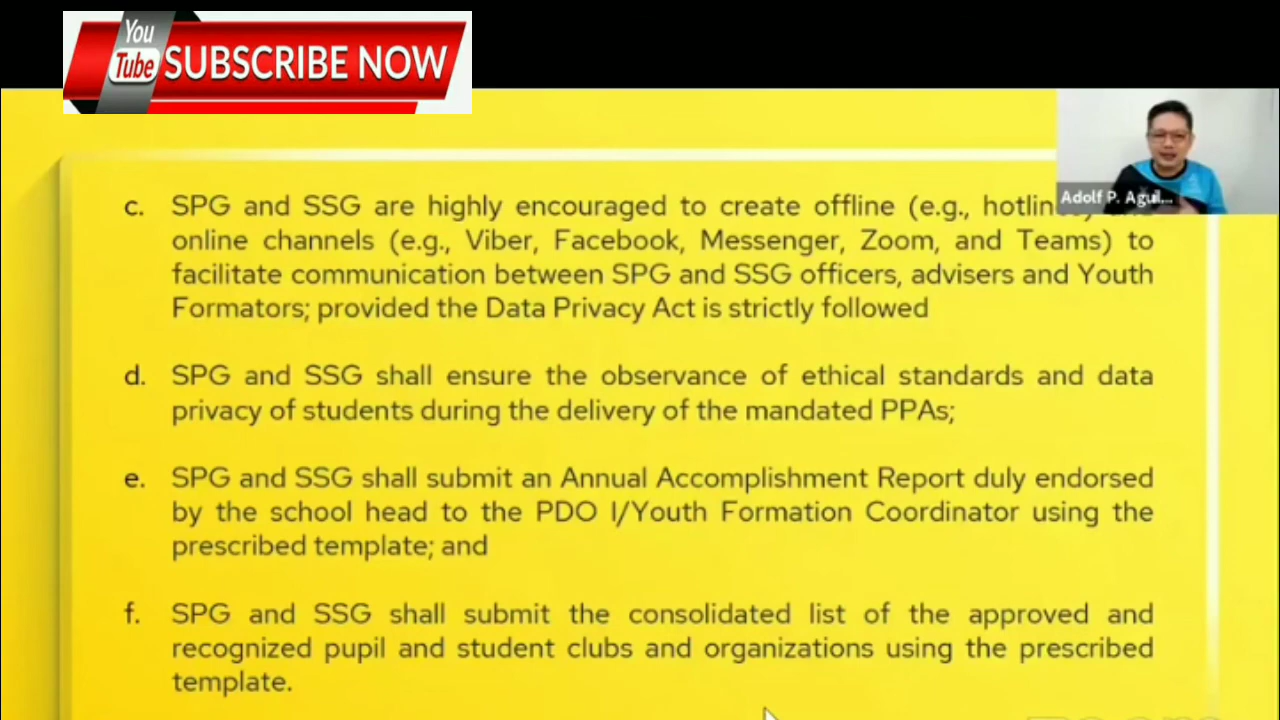 You
Tube SUBSCRIBE NOW
Adolf P. Agui...
c. SPG and SSG are highly encouraged to create offline (e.g.,
online channels (e.g., Viber, Facebook, Messenger, Zoom, and Teams) to
facilitate communication between SPG and SSG officers, advisers and Youth
Formators; provided the Data Privacy Act is strictly followed
d. SPG and SSG shall ensure the observance of ethical standards and data
privacy of students during the delivery of the mandated PPAs;
e. SPG and SSG shall submit an Annual Accomplishment Report duly endorsed
by the school head to the PDO I/Youth Formation Coordinator using the
prescribed template; and
f. SPG and SSG shall submit the consolidated list of the approved and
recognized pupil and student clubs and organizations using the prescribed
template.